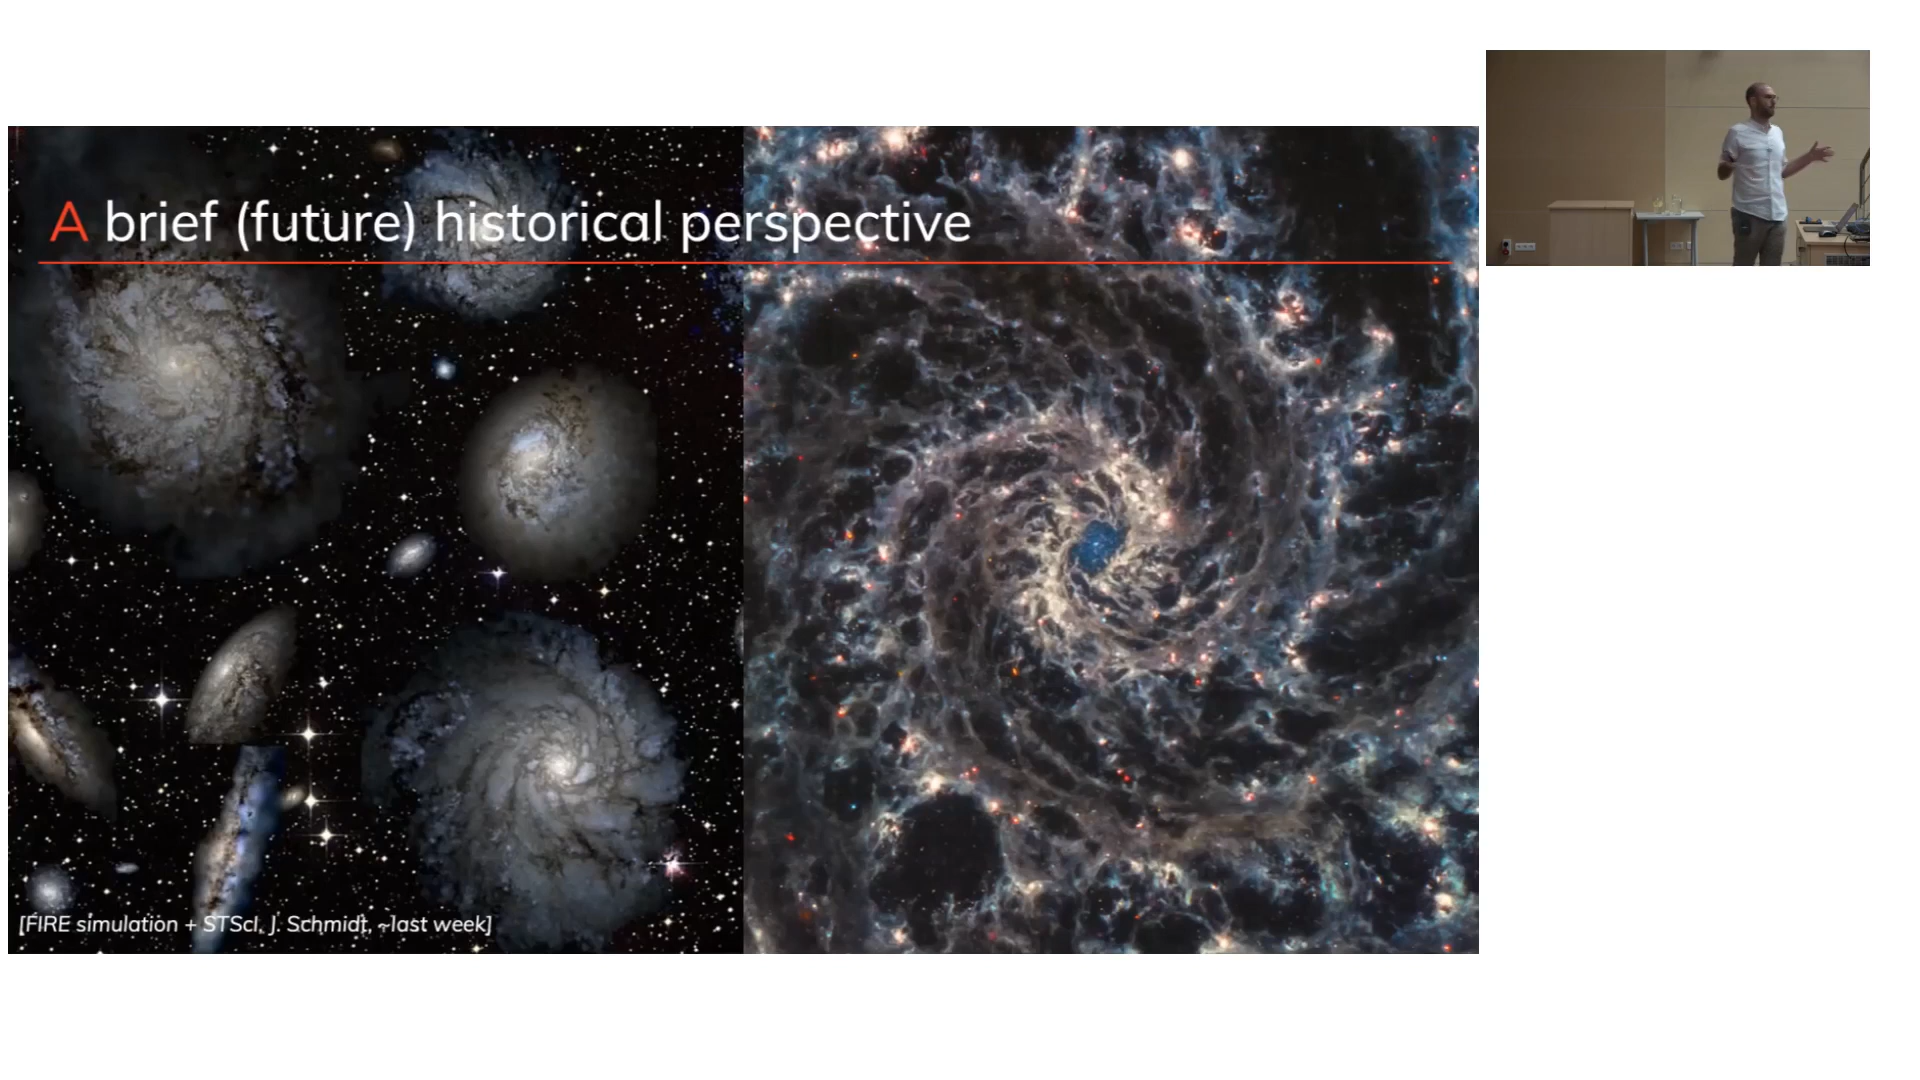 A brief (future) historical perspective
[FIRE simulation + STScI, J. Schmidt, ~last week]